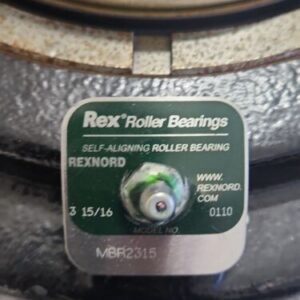 Rex® Roller Bearings
SELF-ALIGNING ROLLER BEARING
REXNORD
WWW.
REXNORD.
COM
3 15/16
0110
MODEL NO.
MBR2315